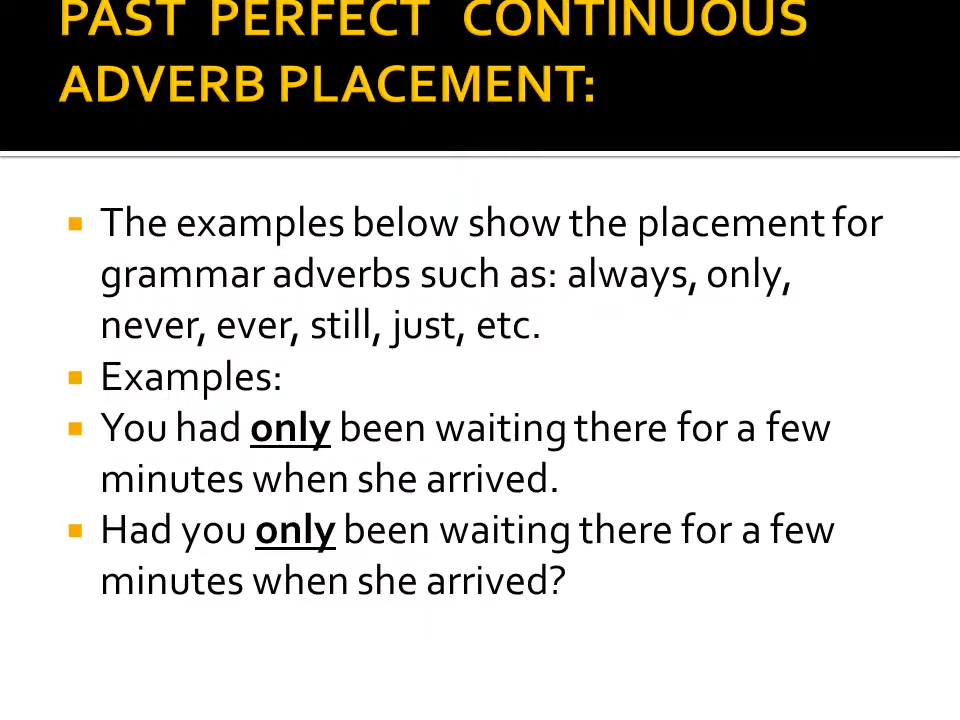 PAST PERFECT CONTINUOUS
ADVERB PLACEMENT:
The examples below show the placement for
grammar adverbs such as: always, only,
never, ever, still, just, etc.
Examples:
You had only been waiting there for a few
minutes when she arrived.
Had you only been waiting there for a few
minutes when she arrived?